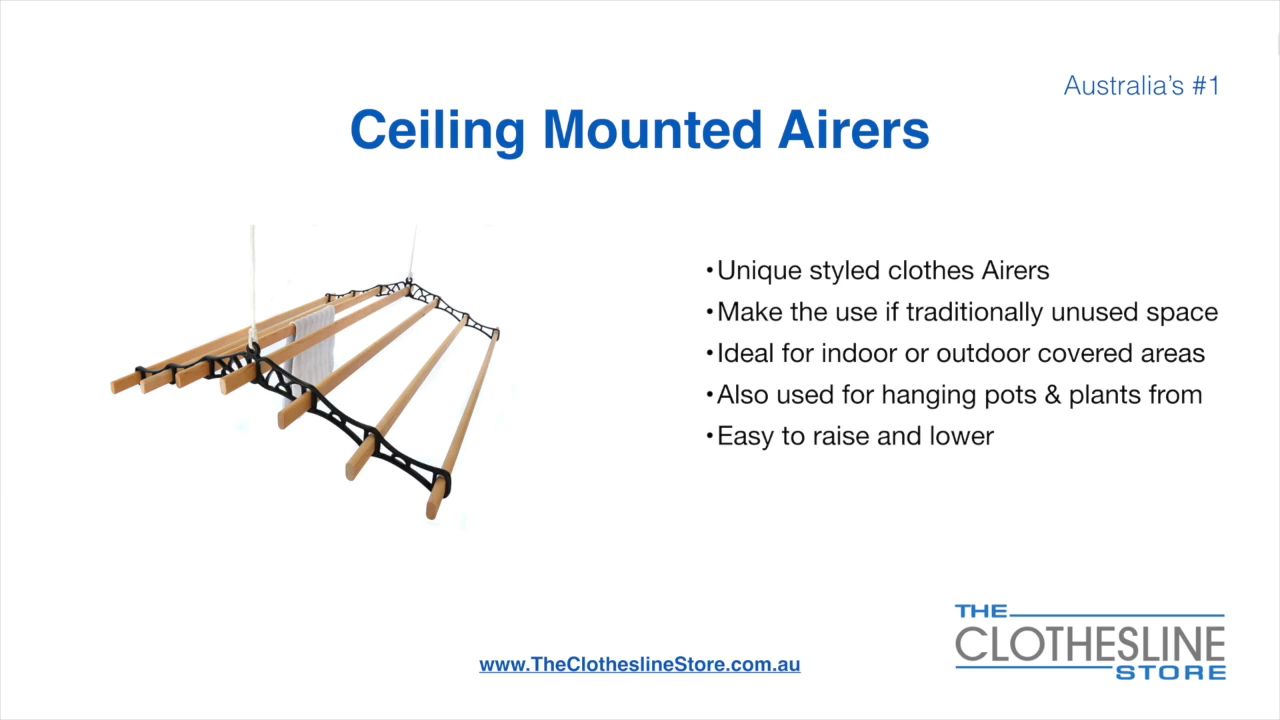 Australia's #1
Ceiling Mounted Airers
•Unique styled clothes Airers
•Make the use if traditionally unused space
•Ideal for indoor or outdoor covered areas
•Also used for hanging pots & plants from
•Easy to raise and lower
www.TheClotheslineStore.com.au
THE
CLOTHESLINE
STORE